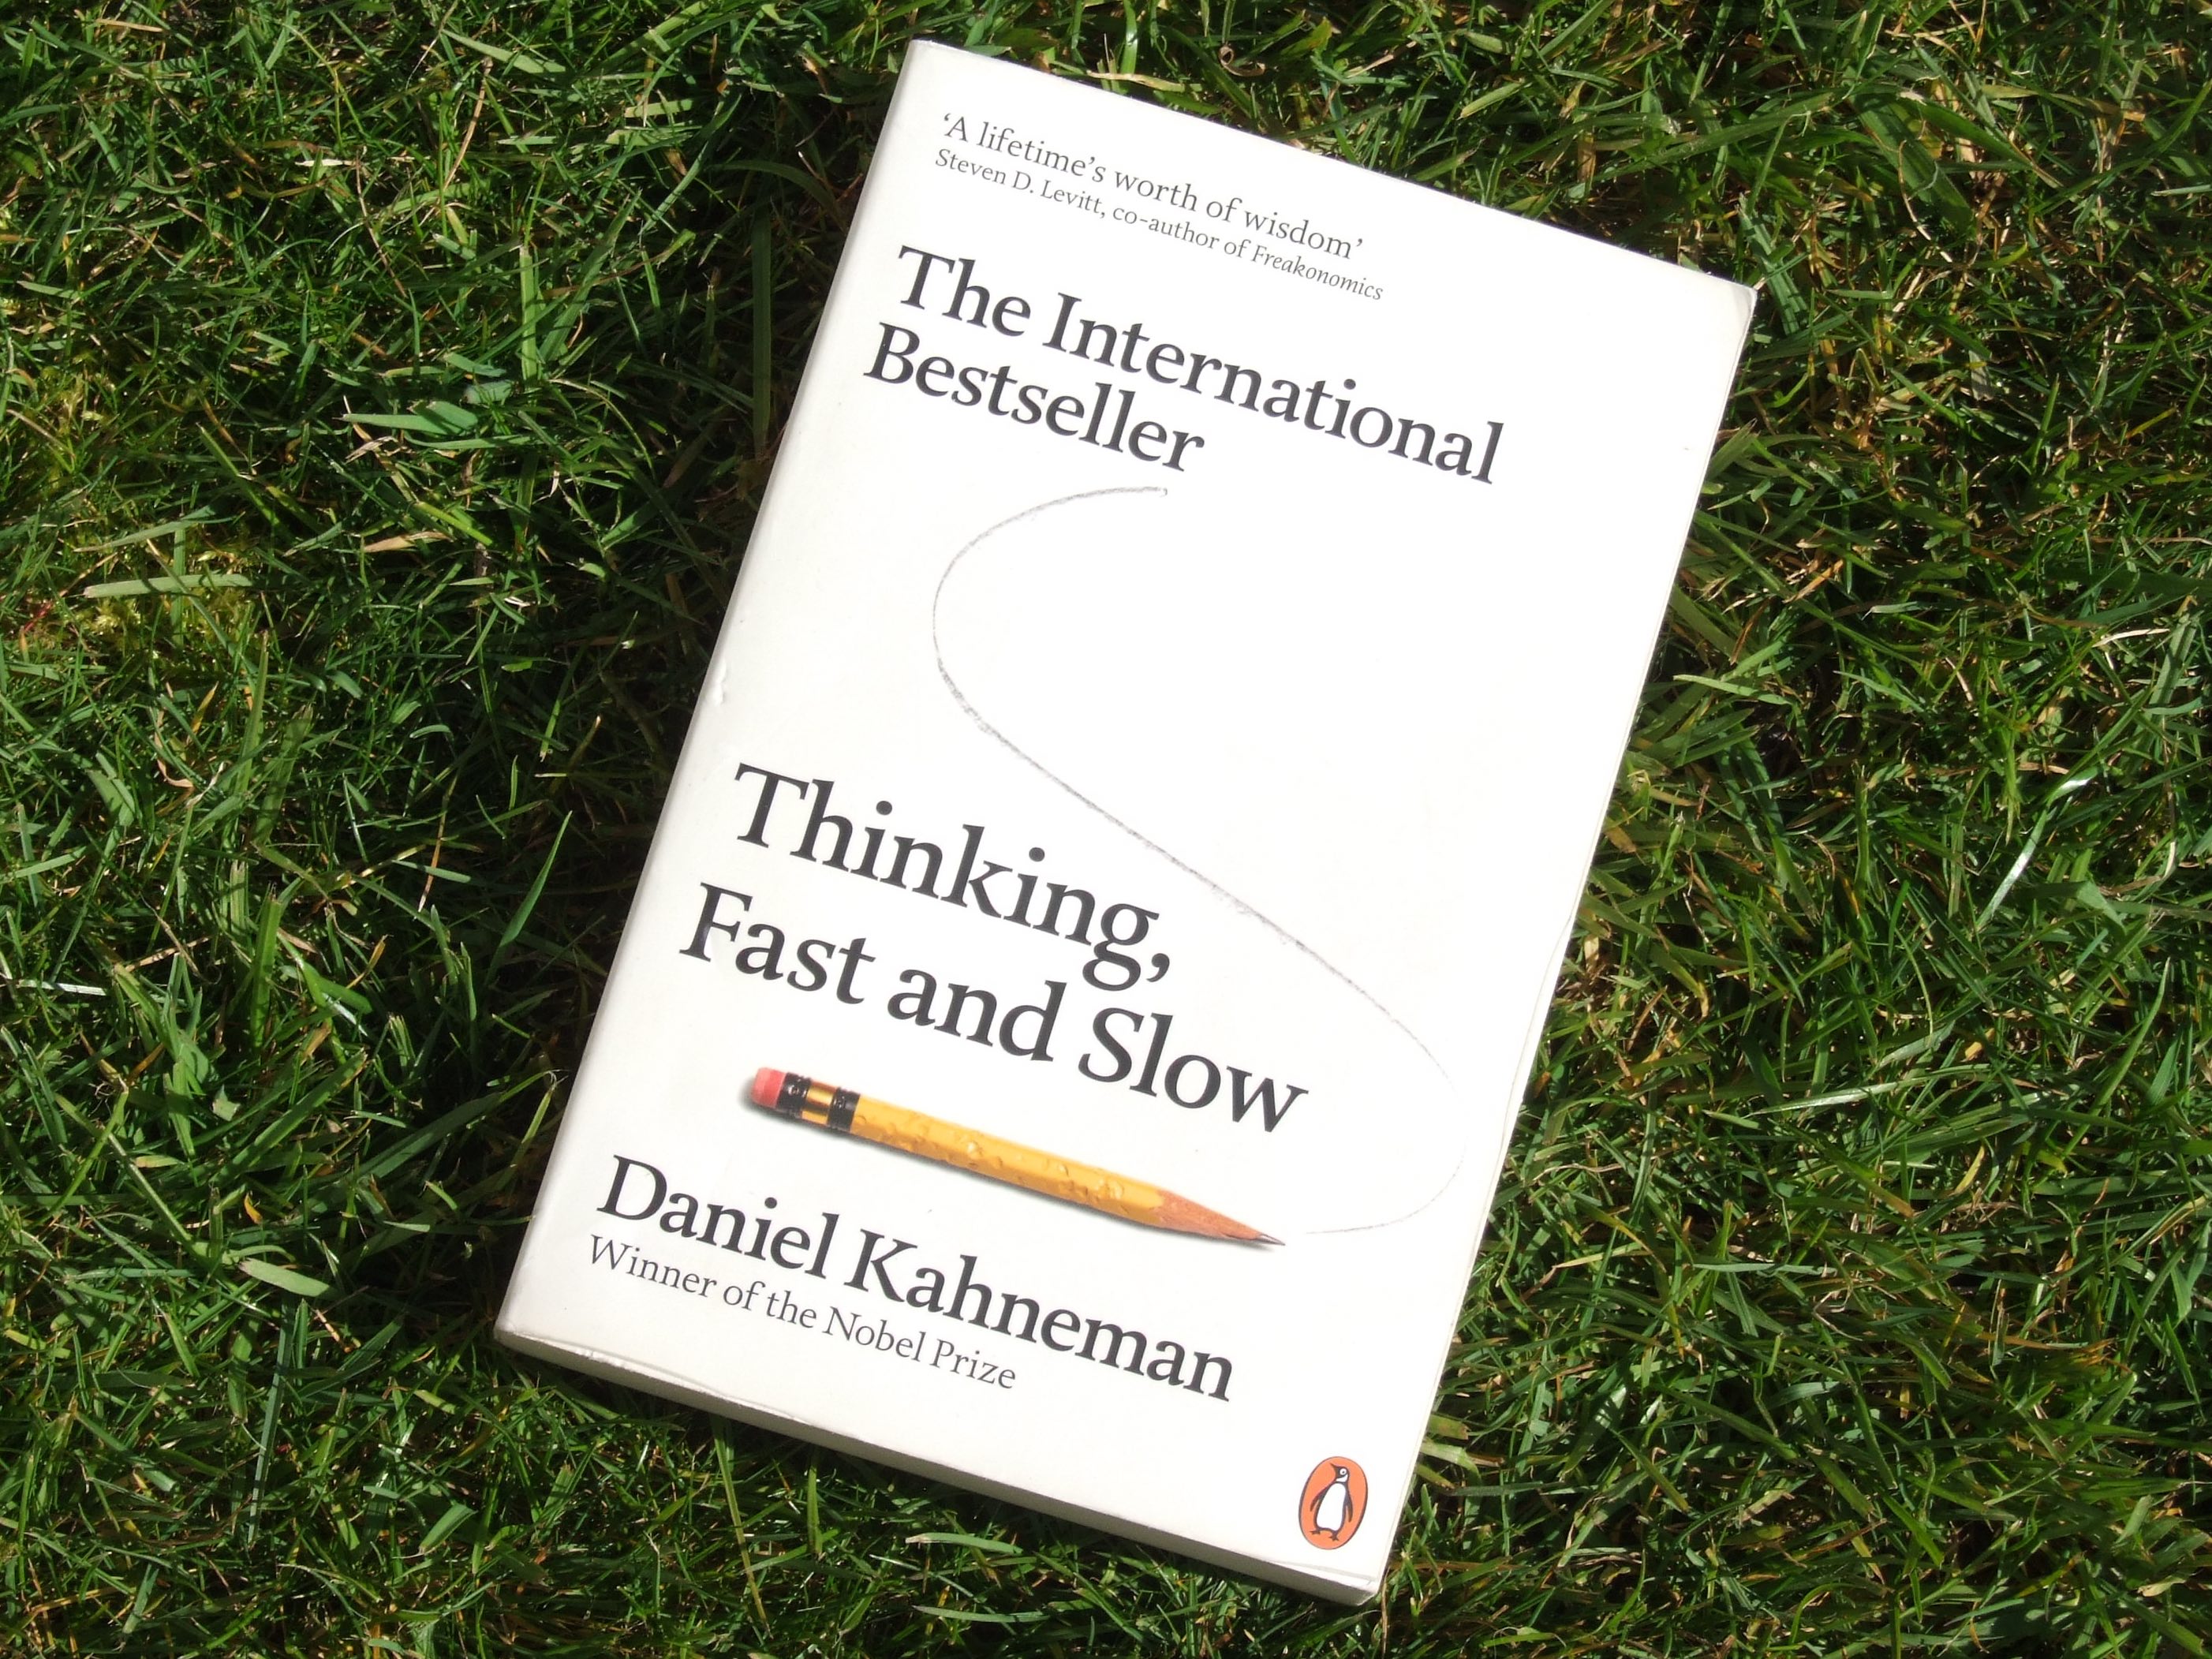 ‘A lifetime’s worth of wisdom’
Steven D. Levitt, co-author of Freakonomics
The International
Bestseller
Thinking,
Fast and Slow
Daniel Kahneman
Winner of the Nobel Prize